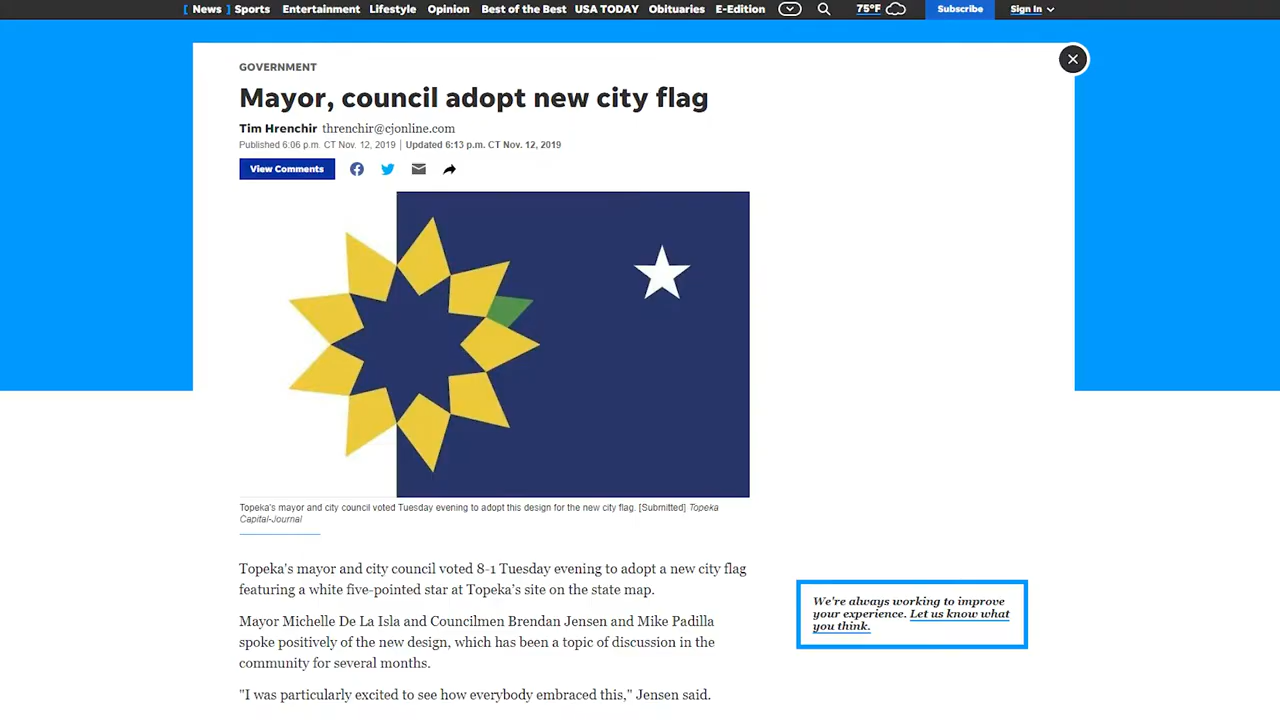 [ News ] Sports Entertainment Lifestyle Opinion Best of the Best USA TODAY Obituaries E-Edition 75°F Subscribe Sign In
GOVERNMENT
Mayor, council adopt new city flag
Tim Hrenchir threnchir@cjonline.com
Published 6:06 p.m. CT Nov. 12, 2019 | Updated 6:13 p.m. CT Nov. 12, 2019
View Comments
Topeka's mayor and city council voted Tuesday evening to adopt this design for the new city flag. [Submitted] Topeka
Capital-Journal
Topeka's mayor and city council voted 8-1 Tuesday evening to adopt a new city flag
featuring a white five-pointed star at Topeka’s site on the state map.
Mayor Michelle De La Isla and Councilmen Brendan Jensen and Mike Padilla
spoke positively of the new design, which has been a topic of discussion in the
community for several months.
"I was particularly excited to see how everybody embraced this," Jensen said.
We're always working to improve
your experience. Let us know what
you think.